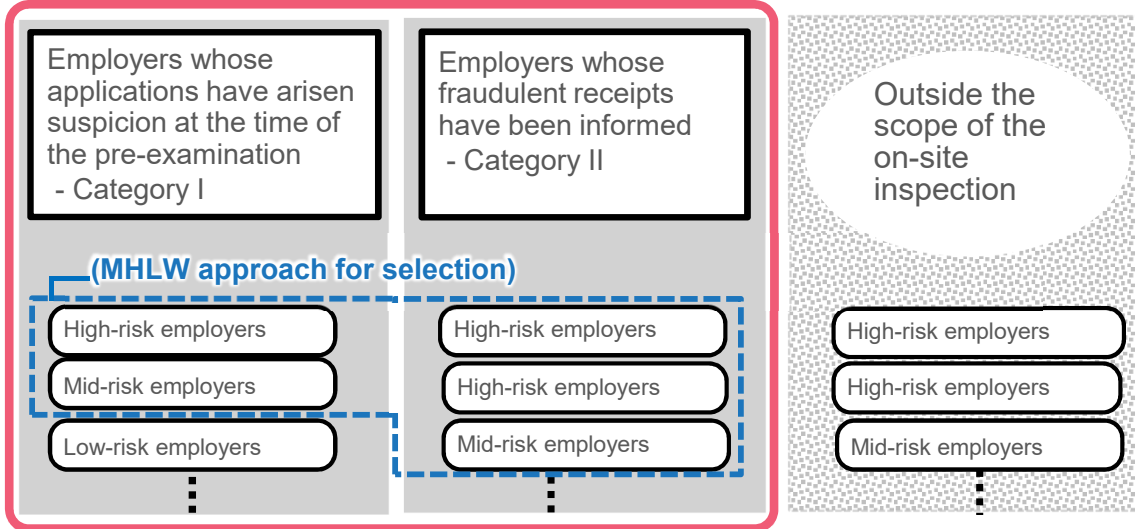 Employers whose
applications have arisen
suspicion at the time of
the pre-examination
- Category I
Employers whose
fraudulent receipts
have been informed
- Category II
Outside the
scope of the
on-site
inspection
(MHLW approach for selection)
High-risk employers
Mid-risk employers
Low-risk employers
High-risk employers
High-risk employers
Mid-risk employers
High-risk employers
High-risk employers
Mid-risk employers